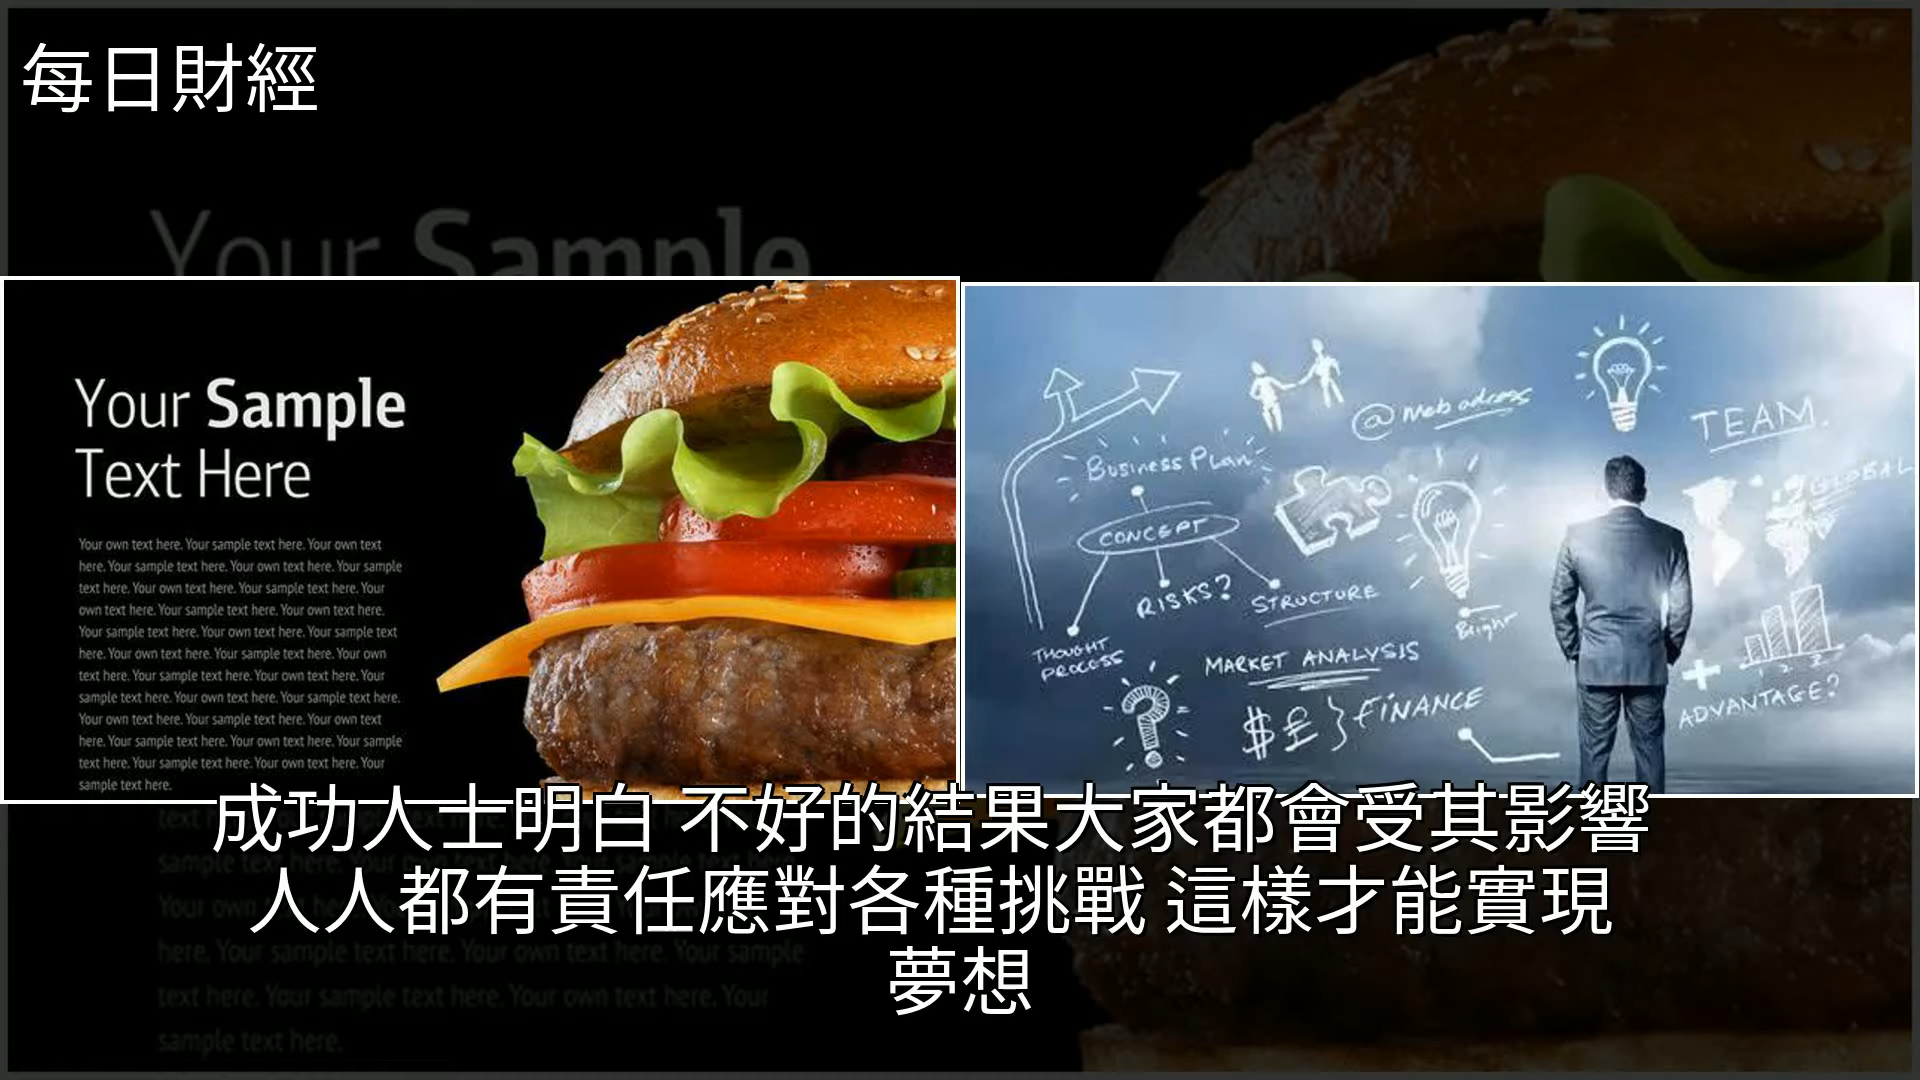 每日財經
Your Sample
Your Sample
Text Here
Your own text here. Your sample text here. Your own text
here. Your sample text here. Your own text here. Your sample
text here. Your own text here. Your sample text here. Your
own text here. Your sample text here. Your own text here.
Your sample text here. Your own text here. Your sample text
here. Your own text here. Your sample text here. Your own
text here. Your sample text here. Your own text here. Your
sample text here. Your own text here. Your sample text here.
Your own text here. Your sample text here. Your own text
here. Your sample text here. Your own text here. Your sample
text here. Your sample text here. Your own text here. Your
sample text here.
@ Web adress
TEAM.
Business Plan
GLOBAL
CONCEPT
RISKS?
STRUCTURE
Bright
THOUGHT
PROCESS
MARKET ANALYSIS
$ £ } FINANCE
1 2 3
+
ADVANTAGE?
成功人士明白 不好的結果大家都會受其影響
人人都有責任應對各種挑戰 這樣才能實現
夢想
here. Your sample text here. Your own text here. Your sample
text here. Your sample text here. Your own text here. Your
sample text here.